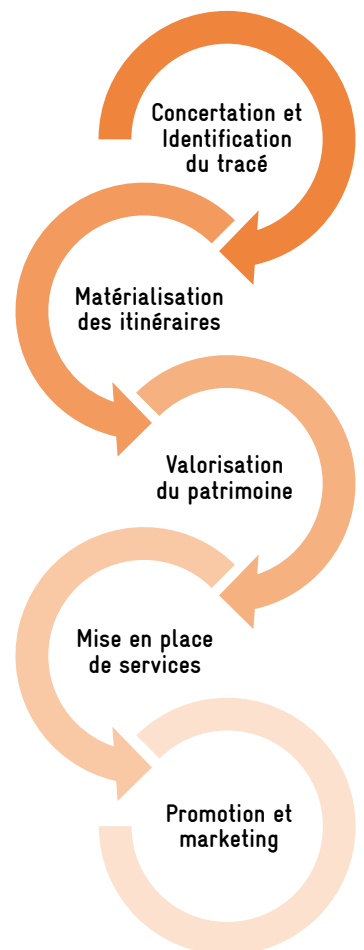 Concertation et
Identification
du tracé
Matérialisation
des itinéraires
Valorisation
du patrimoine
Mise en place
de services
Promotion et
marketing